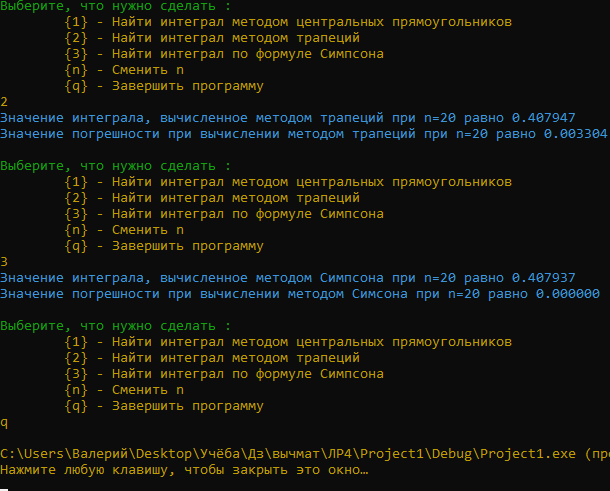 Выберите, что нужно сделать :
{1} - Найти интеграл методом центральных прямоугольников
{2} - Найти интеграл методом трапеций
{3} - Найти интеграл по формуле Симпсона
{n} - Сменить n
{q} - Завершить программу
2
Значение интеграла, вычисленное методом трапеций при n=20 равно 0.407947
Значение погрешности при вычислении методом трапеций при n=20 равно 0.003304
Выберите, что нужно сделать :
{1} - Найти интеграл методом центральных прямоугольников
{2} - Найти интеграл методом трапеций
{3} - Найти интеграл по формуле Симпсона
{n} - Сменить n
{q} - Завершить программу
3
Значение интеграла, вычисленное методом Симпсона при n=20 равно 0.407937
Значение погрешности при вычислении методом Симсона при n=20 равно 0.000000
Выберите, что нужно сделать :
{1} - Найти интеграл методом центральных прямоугольников
{2} - Найти интеграл методом трапеций
{3} - Найти интеграл по формуле Симпсона
{n} - Сменить n
{q} - Завершить программу
q
C:\Users\Валерий\Desktop\Учёба\Дз\вычмат\ЛР4\Project1\Debug\Project1.exe (про
Нажмите любую клавишу, чтобы закрыть это окно…